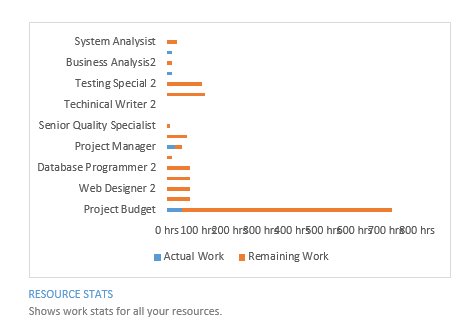 System Analysist
Business Analysis2
Testing Special 2
Techinical Writer 2
Senior Quality Specialist
Project Manager
Database Programmer 2
Web Designer 2
Project Budget
0 hrs 100 hrs 200 hrs 300 hrs 400 hrs 500 hrs 600 hrs 700 hrs 800 hrs
Actual Work Remaining Work
RESOURCE STATS
Shows work stats for all your resources.